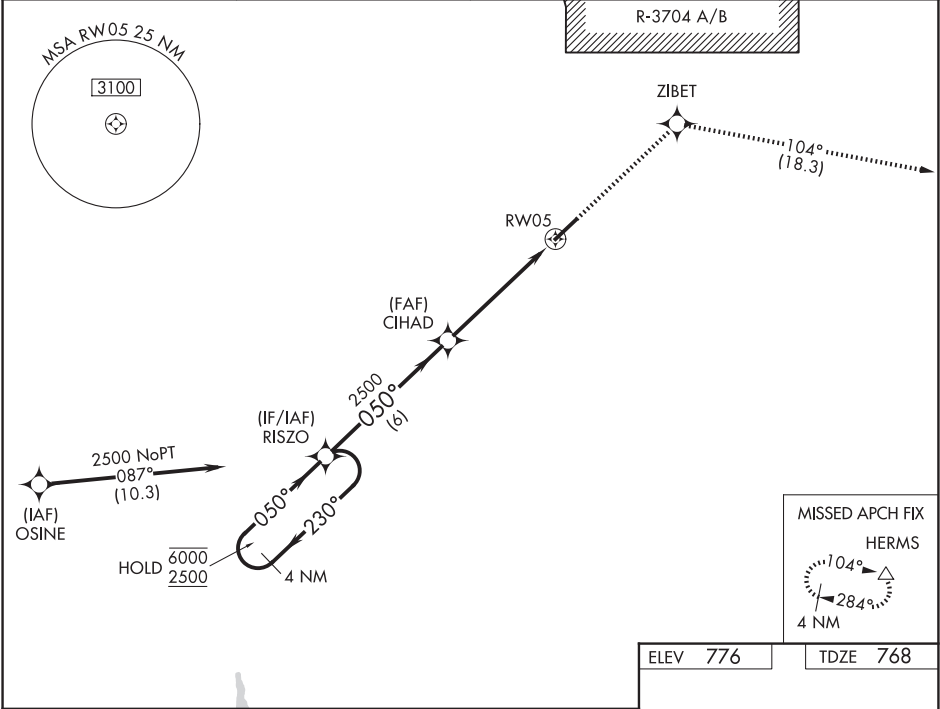 R-3704 A/B
MSA RW05 25 NM
3100
ZIBET
104°
(18.3)
RW05
(FAF)
CIHAD
2500
050°
(6)
(IF/IAF)
RISZO
2500 NoPT
087°
(10.3)
(IAF)
OSINE
050°
230°
HOLD
6000
2500
4 NM
MISSED APCH FIX
HERMS
104°
284°
4 NM
ELEV 776
TDZE 768